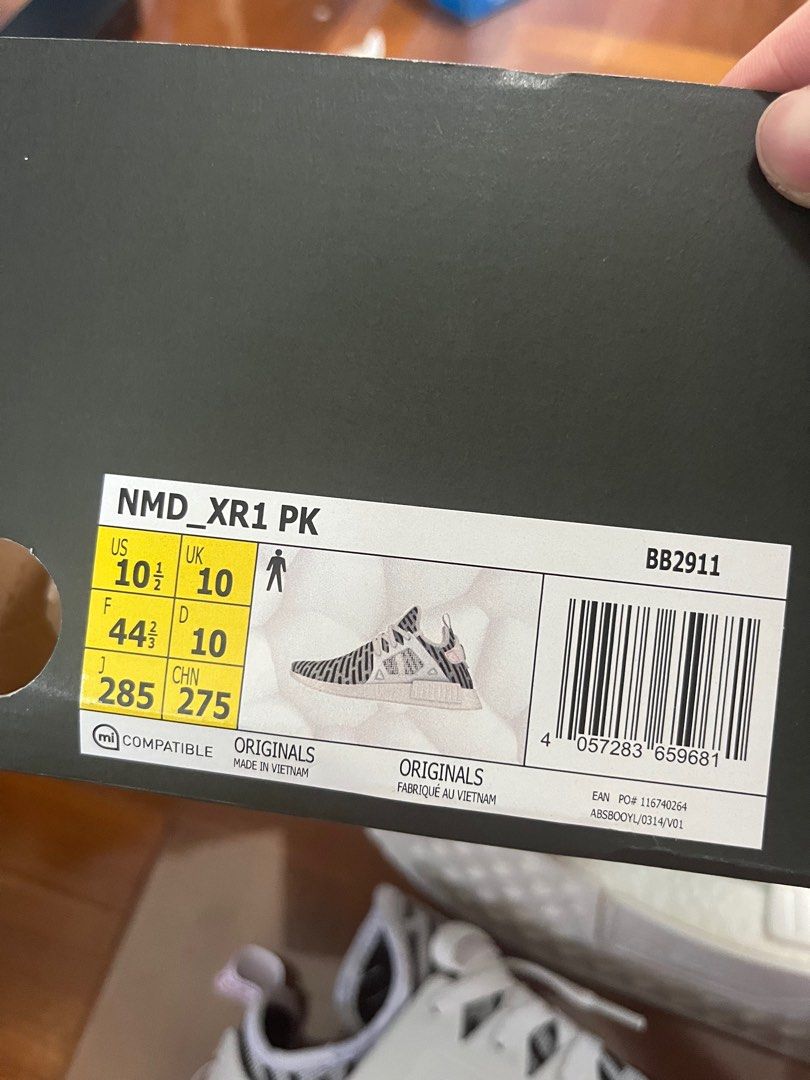 NMD_XR1 PK
BB2911
US 10½ UK 10
F 44⅔ D 10
J 285 CHN 275
mi COMPATIBLE
ORIGINALS
MADE IN VIETNAM
ORIGINALS
FABRIQUÉ AU VIETNAM
4 057283 659681
EAN PO# 116740264
ABSBOOYL/0314/V01